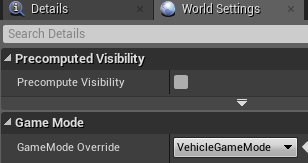 Details
World Settings
Search Details
Precomputed Visibility
Precompute Visibility
Game Mode
GameMode Override VehicleGameMode